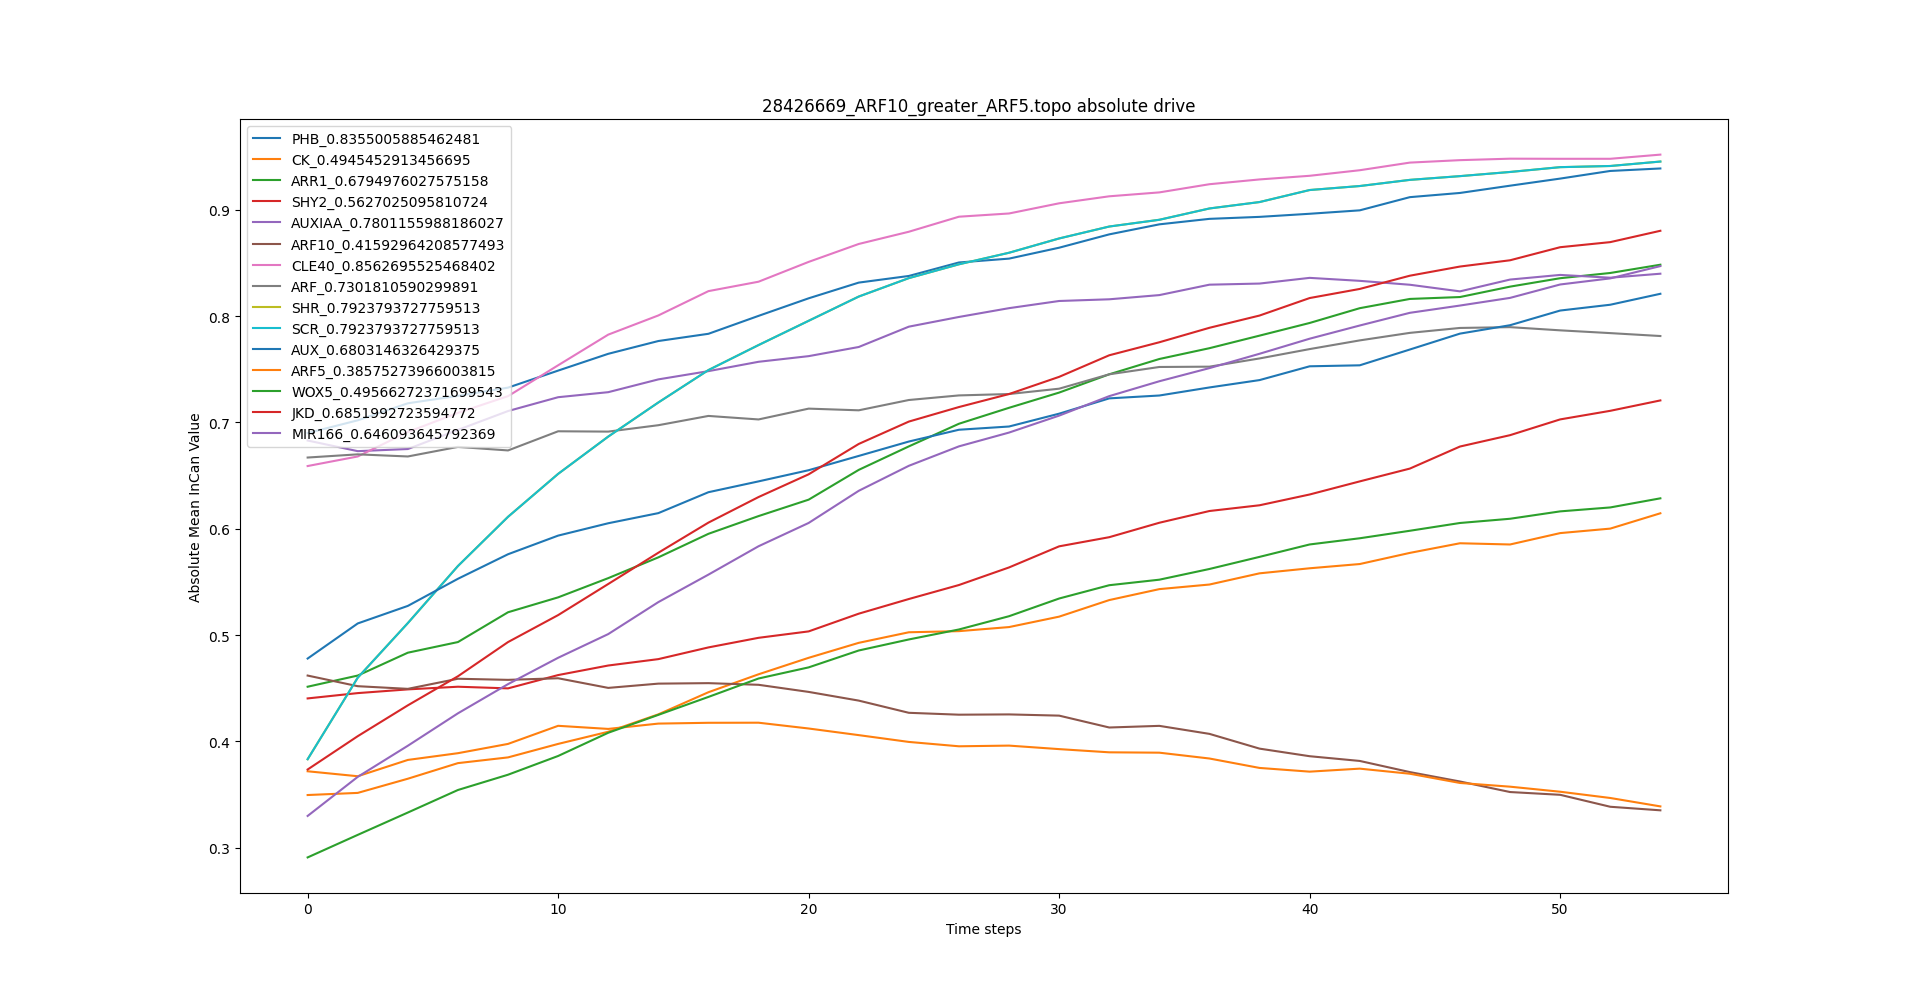 28426669_ARF10_greater_ARF5.topo absolute drive
PHB_0.8355005885462481
CK_0.4945452913456695
ARR1_0.6794976027575158
SHY2_0.5627025095810724
AUXIAA_0.7801155988186027
ARF10_0.41592964208577493
CLE40_0.8562695525468402
ARF_0.7301810590299891
SHR_0.7923793727759513
SCR_0.7923793727759513
AUX_0.6803146326429375
ARF5_0.38575273966003815
WOX5_0.49566272371699543
JKD_0.6851992723594772
MIR166_0.646093645792369
Absolute Mean InCan Value
0.9
0.8
0.7
0.6
0.5
0.4
0.3
0 10 20 30 40 50
Time steps